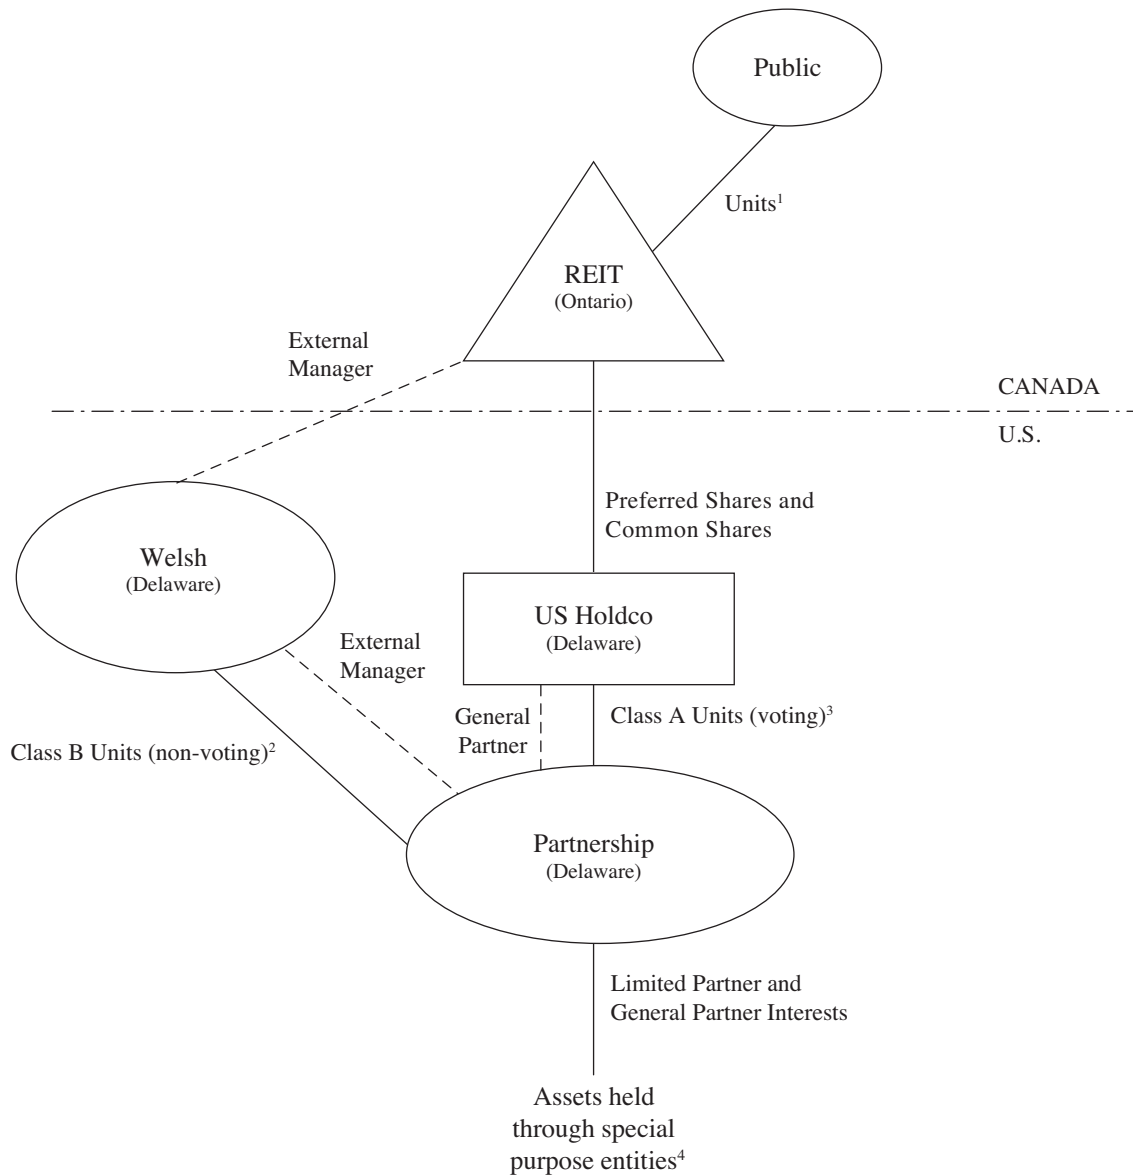 Public
Units¹
REIT
(Ontario)
External
Manager
CANADA
U.S.
Preferred Shares and
Common Shares
Welsh
(Delaware)
US Holdco
(Delaware)
External
Manager
General
Partner
Class A Units (voting)³
Class B Units (non-voting)²
Partnership
(Delaware)
Limited Partner and
General Partner Interests
Assets held
through special
purpose entities⁴